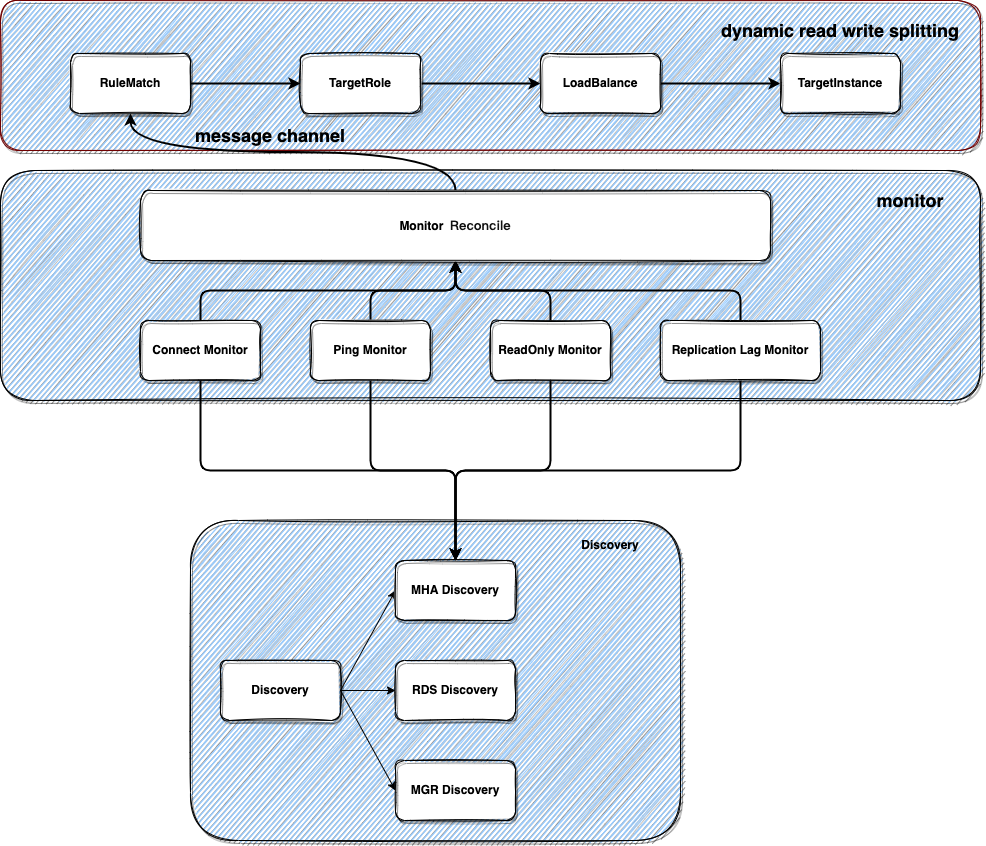 dynamic read write splitting
RuleMatch
TargetRole
LoadBalance
TargetInstance
message channel
monitor
Monitor Reconcile
Connect Monitor
Ping Monitor
ReadOnly Monitor
Replication Lag Monitor
Discovery
MHA Discovery
Discovery
RDS Discovery
MGR Discovery